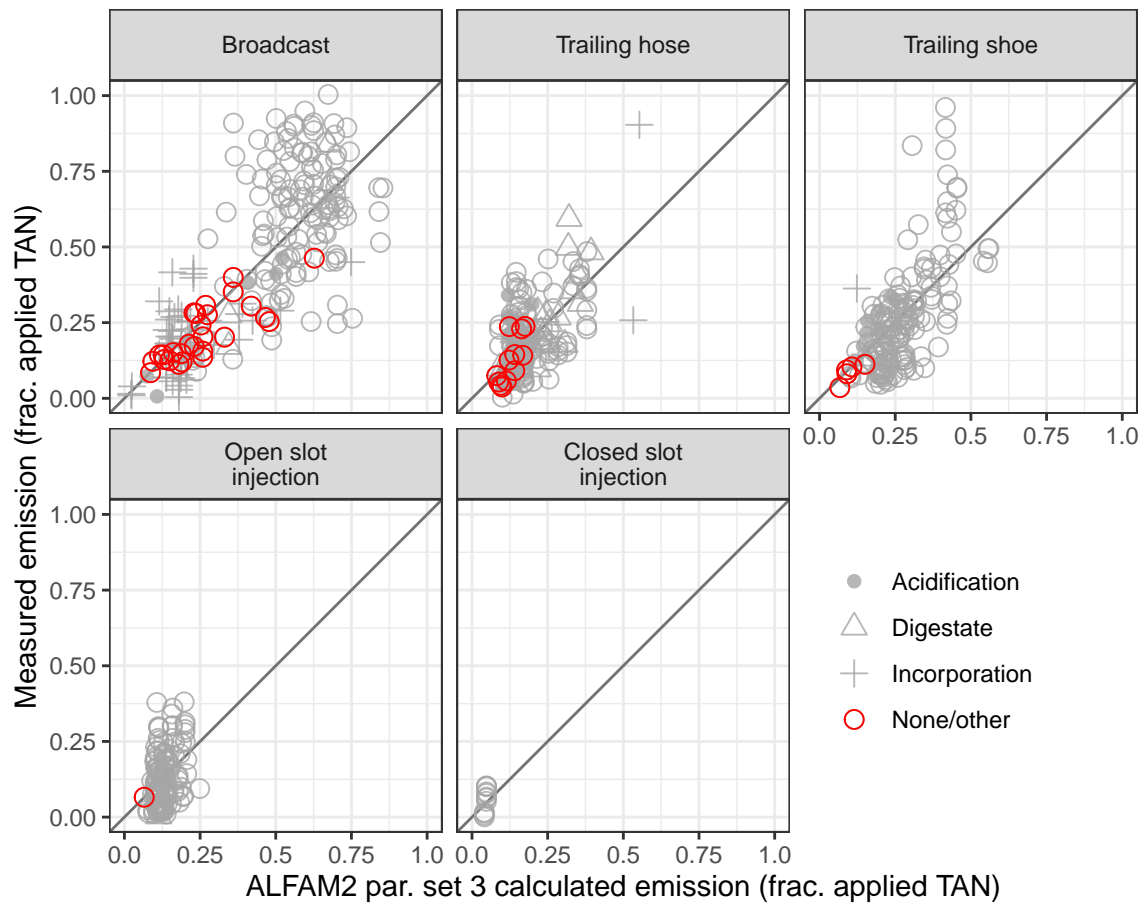 Broadcast
Trailing hose
Trailing shoe
1.00
0.75
0.50
0.25
0.00
0.0 0.25 0.50 0.75 1.0
Open slot
injection
Closed slot
injection
1.00
0.75
0.50
0.25
0.00
0.0 0.25 0.50 0.75 1.0
0.0 0.25 0.50 0.75 1.0
Measured emission (frac. applied TAN)
ALFAM2 par. set 3 calculated emission (frac. applied TAN)
Acidification
Digestate
Incorporation
None/other